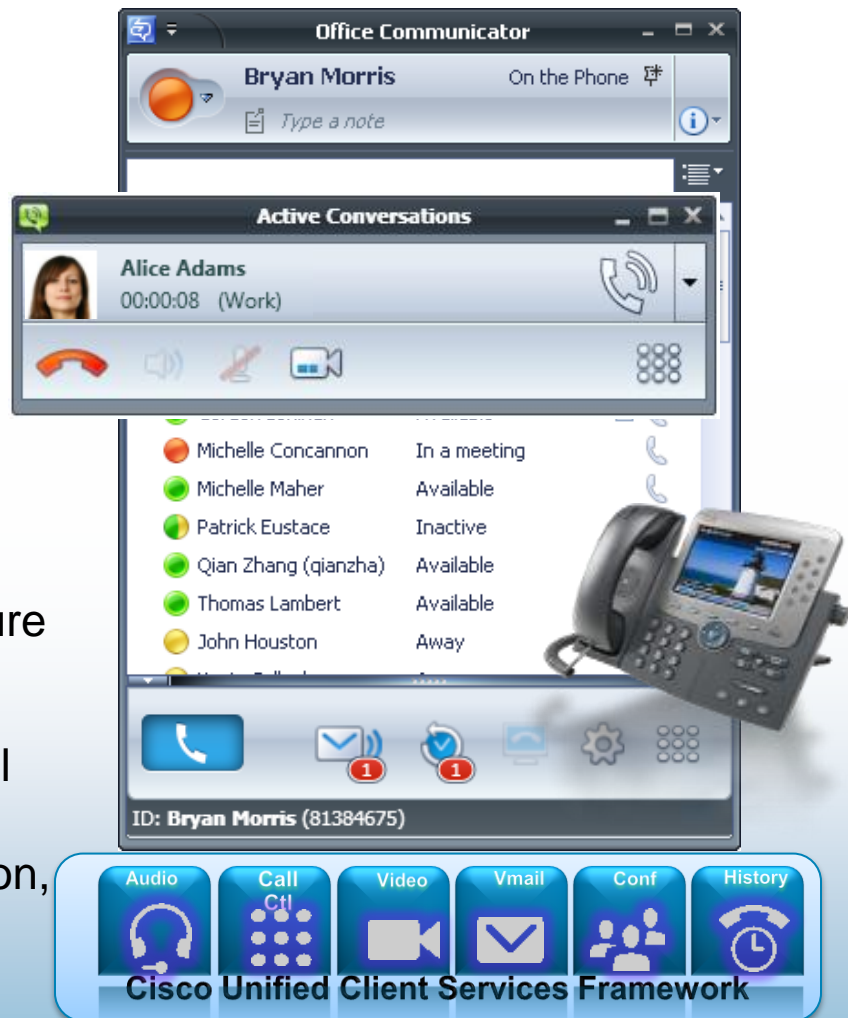 Office Communicator
Bryan Morris On the Phone
Type a note
Active Conversations
Alice Adams
00:00:08 (Work)
Michelle Concannon In a meeting
Michelle Maher Available
Patrick Eustace Inactive
Qian Zhang (qianzha) Available
Thomas Lambert Available
ure
John Houston Away
1 1
l
ID: Bryan Morris (81384675)
on,
Audio Call Ctl Video Vmail Conf History
Cisco Unified Client Services Framework